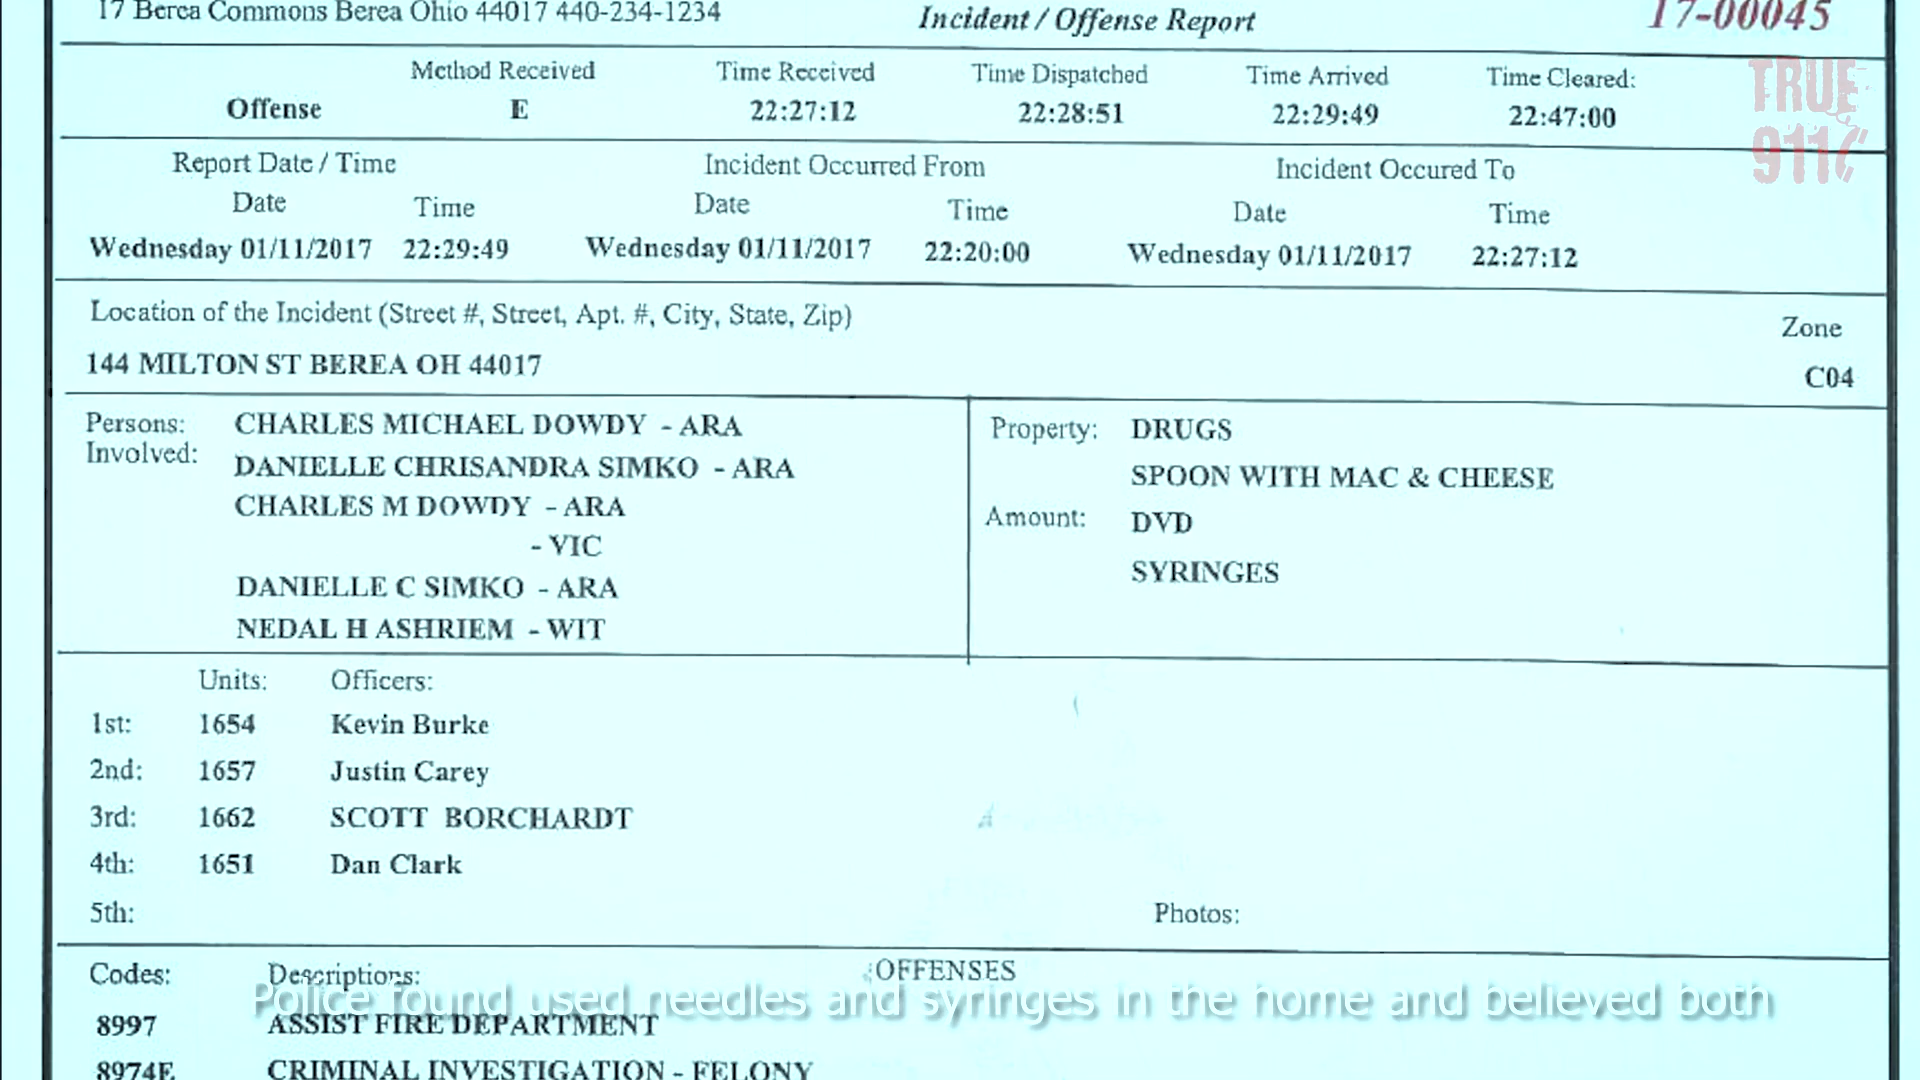 17 Berea Commons Berea Ohio 44017 440-234-1234
Incident / Offense Report
17-00045
Method Received Time Received Time Dispatched Time Arrived Time Cleared:
Offense E 22:27:12 22:28:51 22:29:49 22:47:00
TRUE
911
Report Date / Time Incident Occurred From Incident Occured To
Date Time Date Time Date Time
Wednesday 01/11/2017 22:29:49 Wednesday 01/11/2017 22:20:00 Wednesday 01/11/2017 22:27:12
Location of the Incident (Street #, Street, Apt. #, City, State, Zip) Zone
144 MILTON ST BEREA OH 44017 C04
Persons: CHARLES MICHAEL DOWDY - ARA
Involved: DANIELLE CHRISANDRA SIMKO - ARA
CHARLES M DOWDY - ARA
- VIC
DANIELLE C SIMKO - ARA
NEDAL H ASHRIEM - WIT
Property: DRUGS
SPOON WITH MAC & CHEESE
Amount: DVD
SYRINGES
Units: Officers:
1st: 1654 Kevin Burke
2nd: 1657 Justin Carey
3rd: 1662 SCOTT BORCHARDT
4th: 1651 Dan Clark
5th: Photos:
Codes: Descriptions: OFFENSES
Police found used needles and syringes in the home and believed both
8997 ASSIST FIRE DEPARTMENT
8974E CRIMINAL INVESTIGATION - FELONY